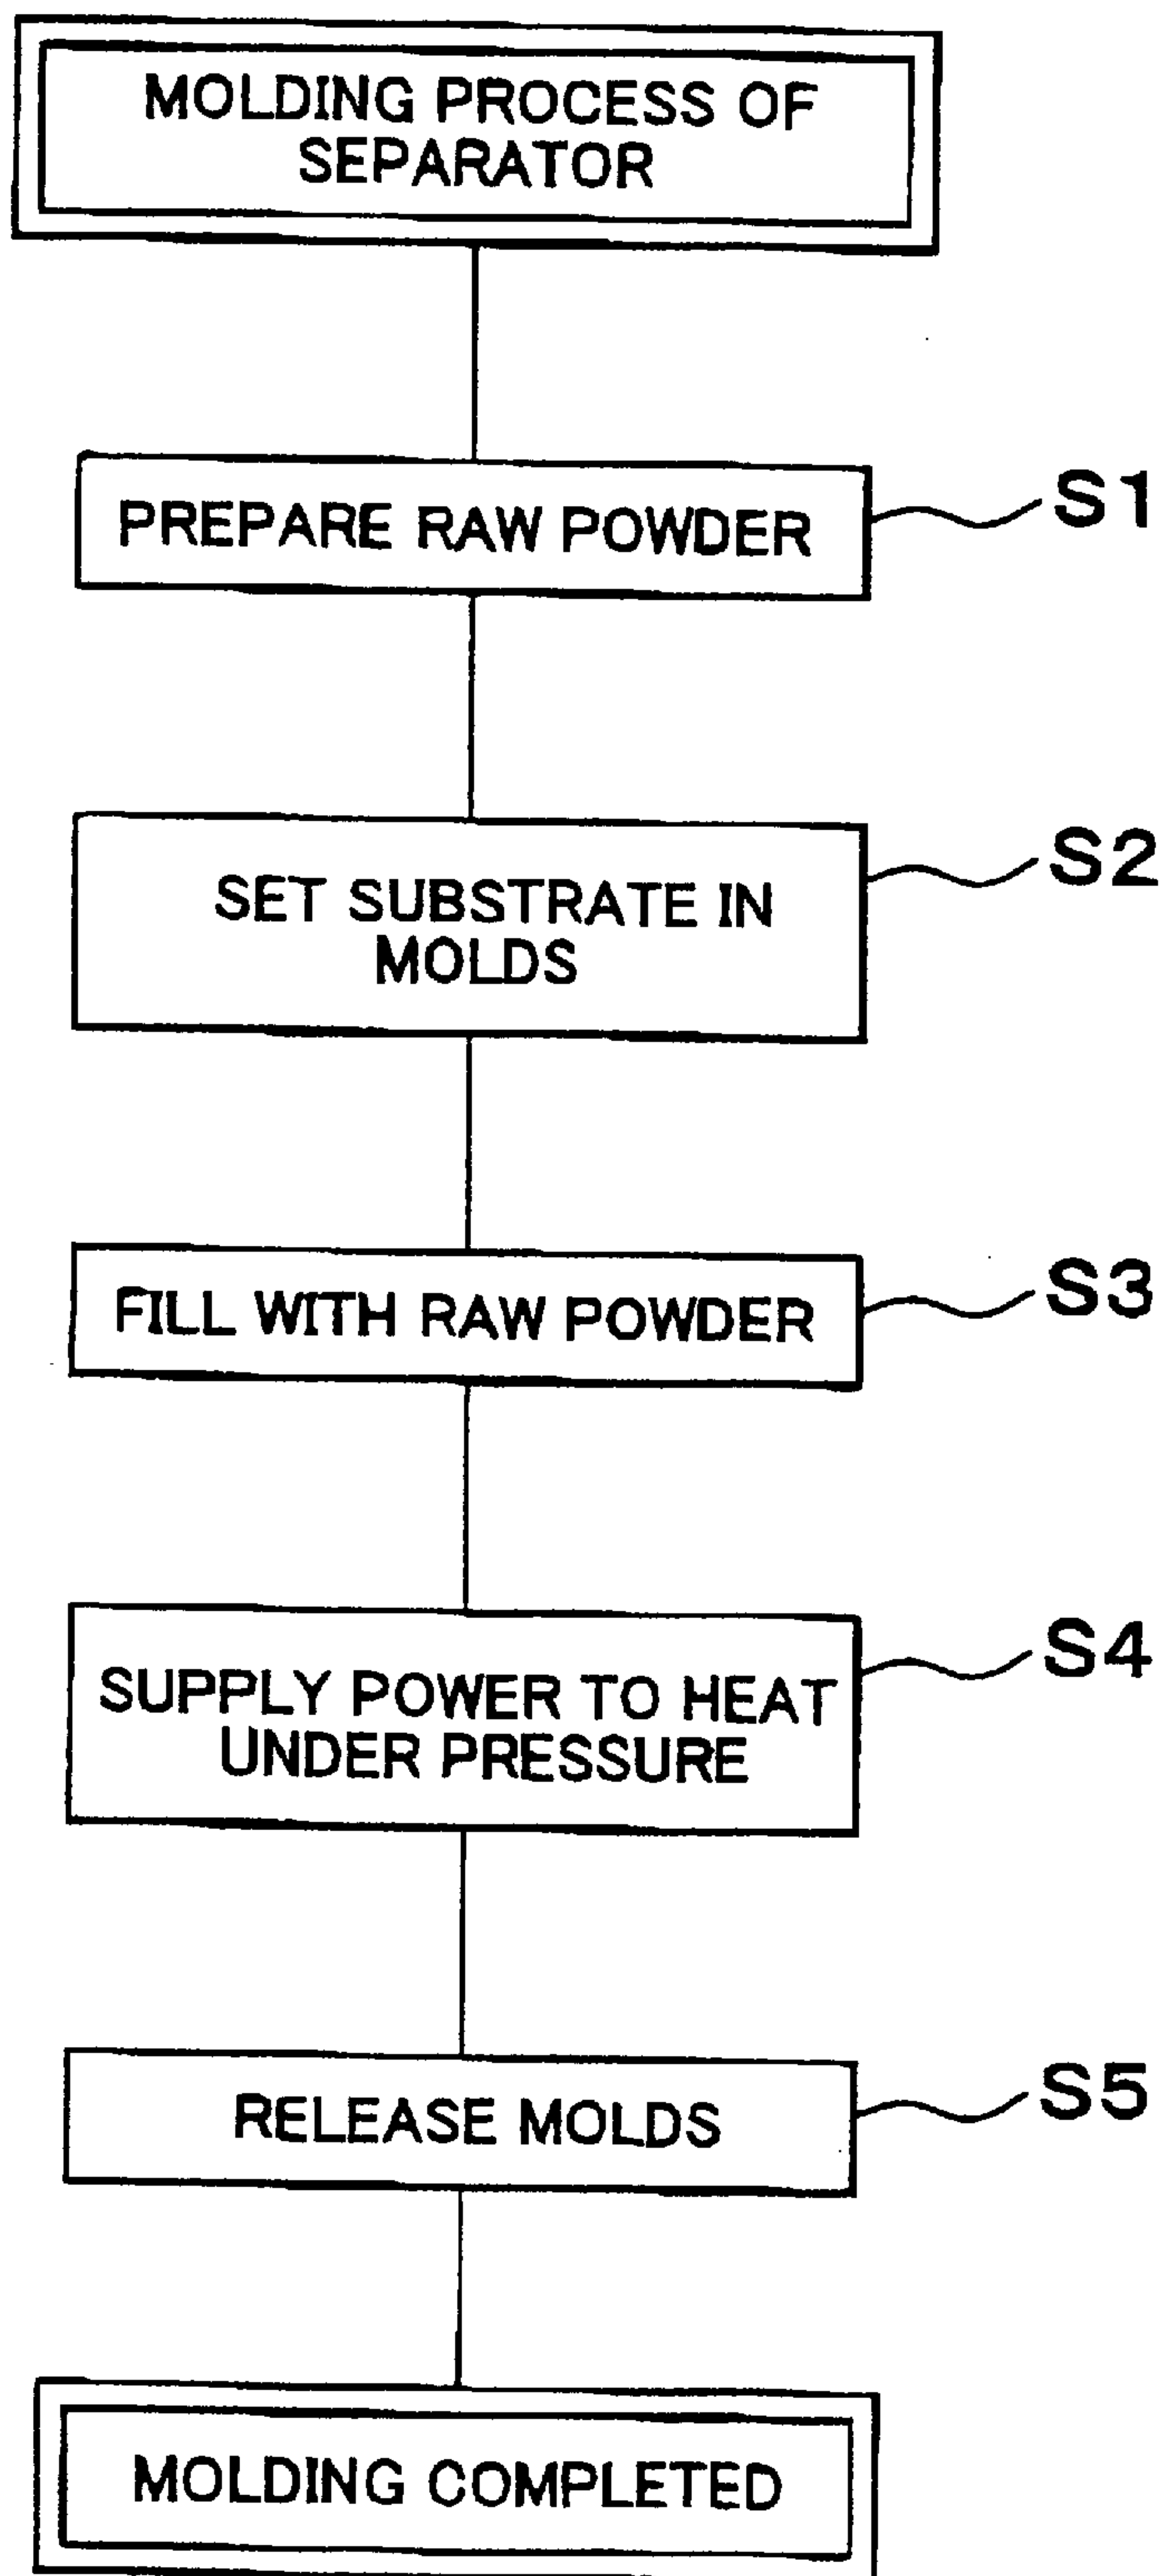 MOLDING PROCESS OF
SEPARATOR
PREPARE RAW POWDER
S1
SET SUBSTRATE IN
MOLDS
S2
FILL WITH RAW POWDER
S3
SUPPLY POWER TO HEAT
UNDER PRESSURE
S4
RELEASE MOLDS
S5
MOLDING COMPLETED